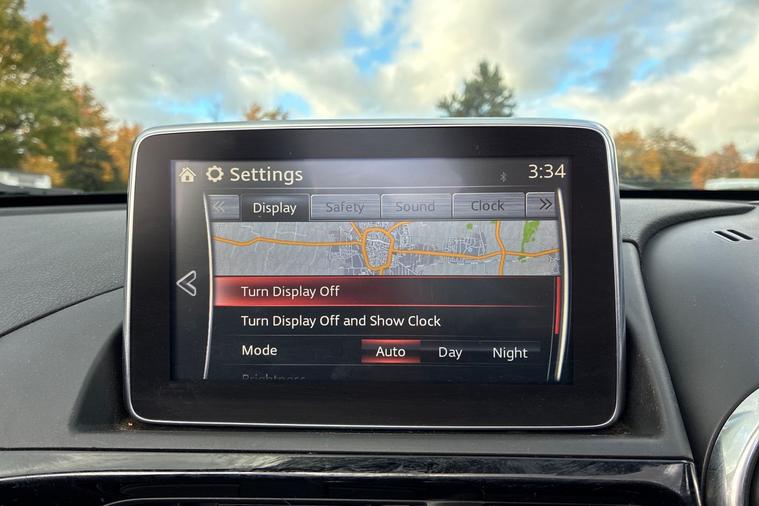 Settings 3:34
Display Safety Sound Clock
Turn Display Off
Turn Display Off and Show Clock
Mode Auto Day Night
Brightness